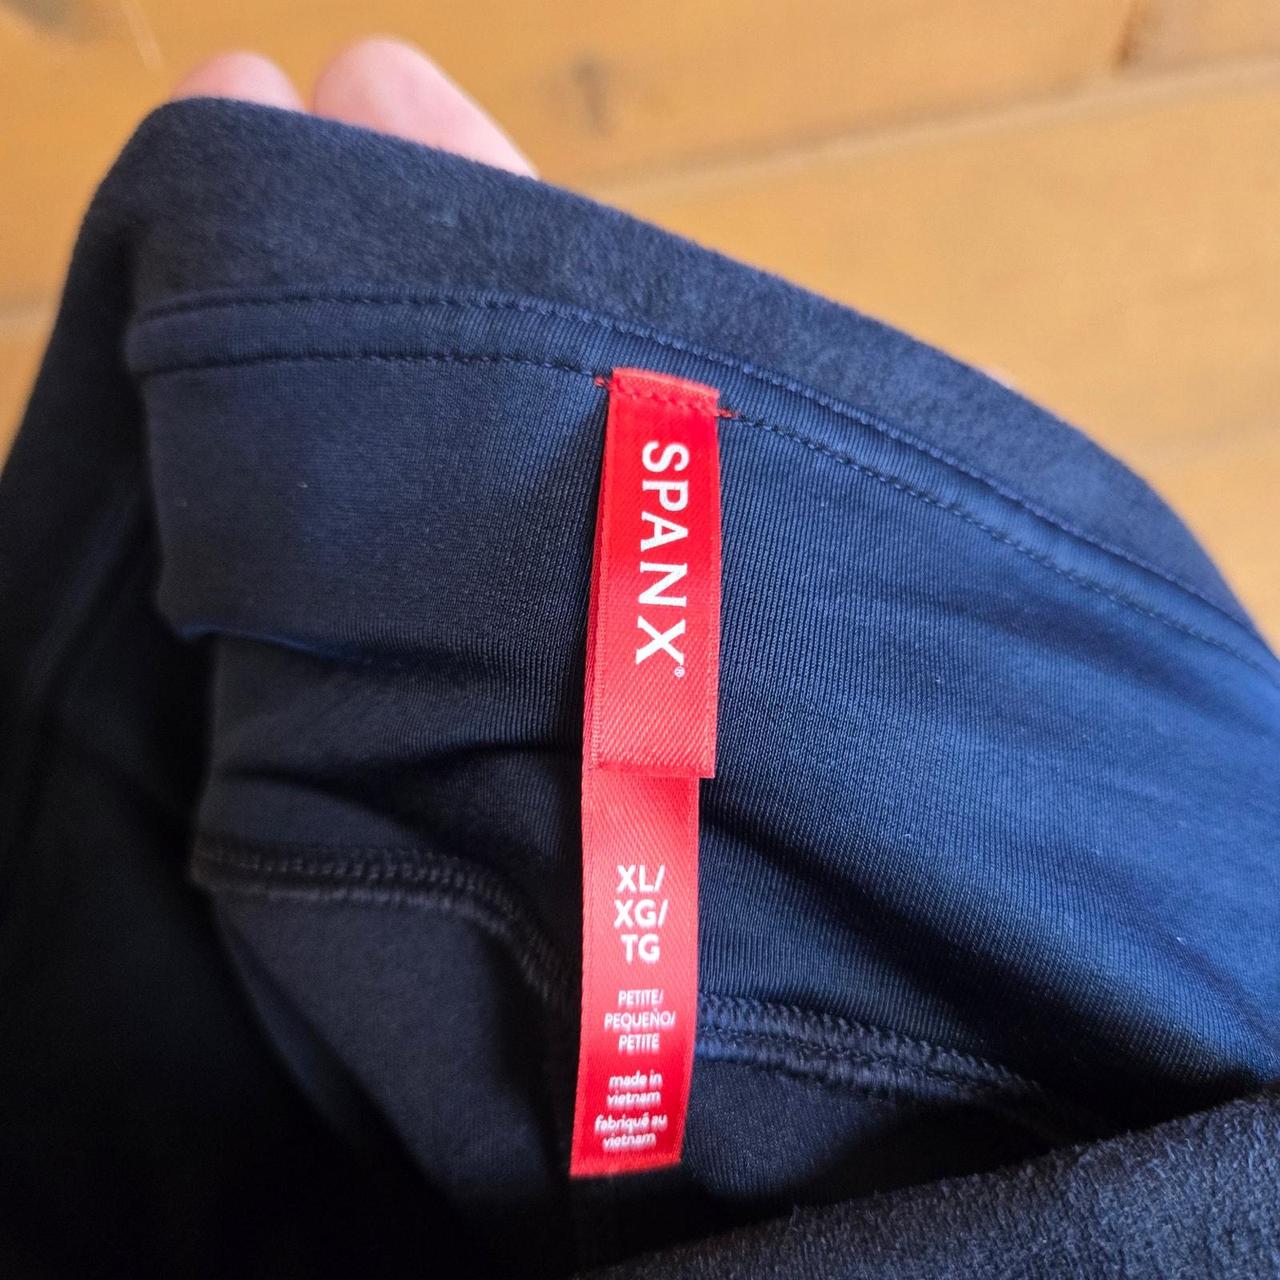 SPANX®
XL/
XG/
TG
PETITE/
PEQUEÑO/
PETITE
made in
vietnam
fabriqué au
vietnam